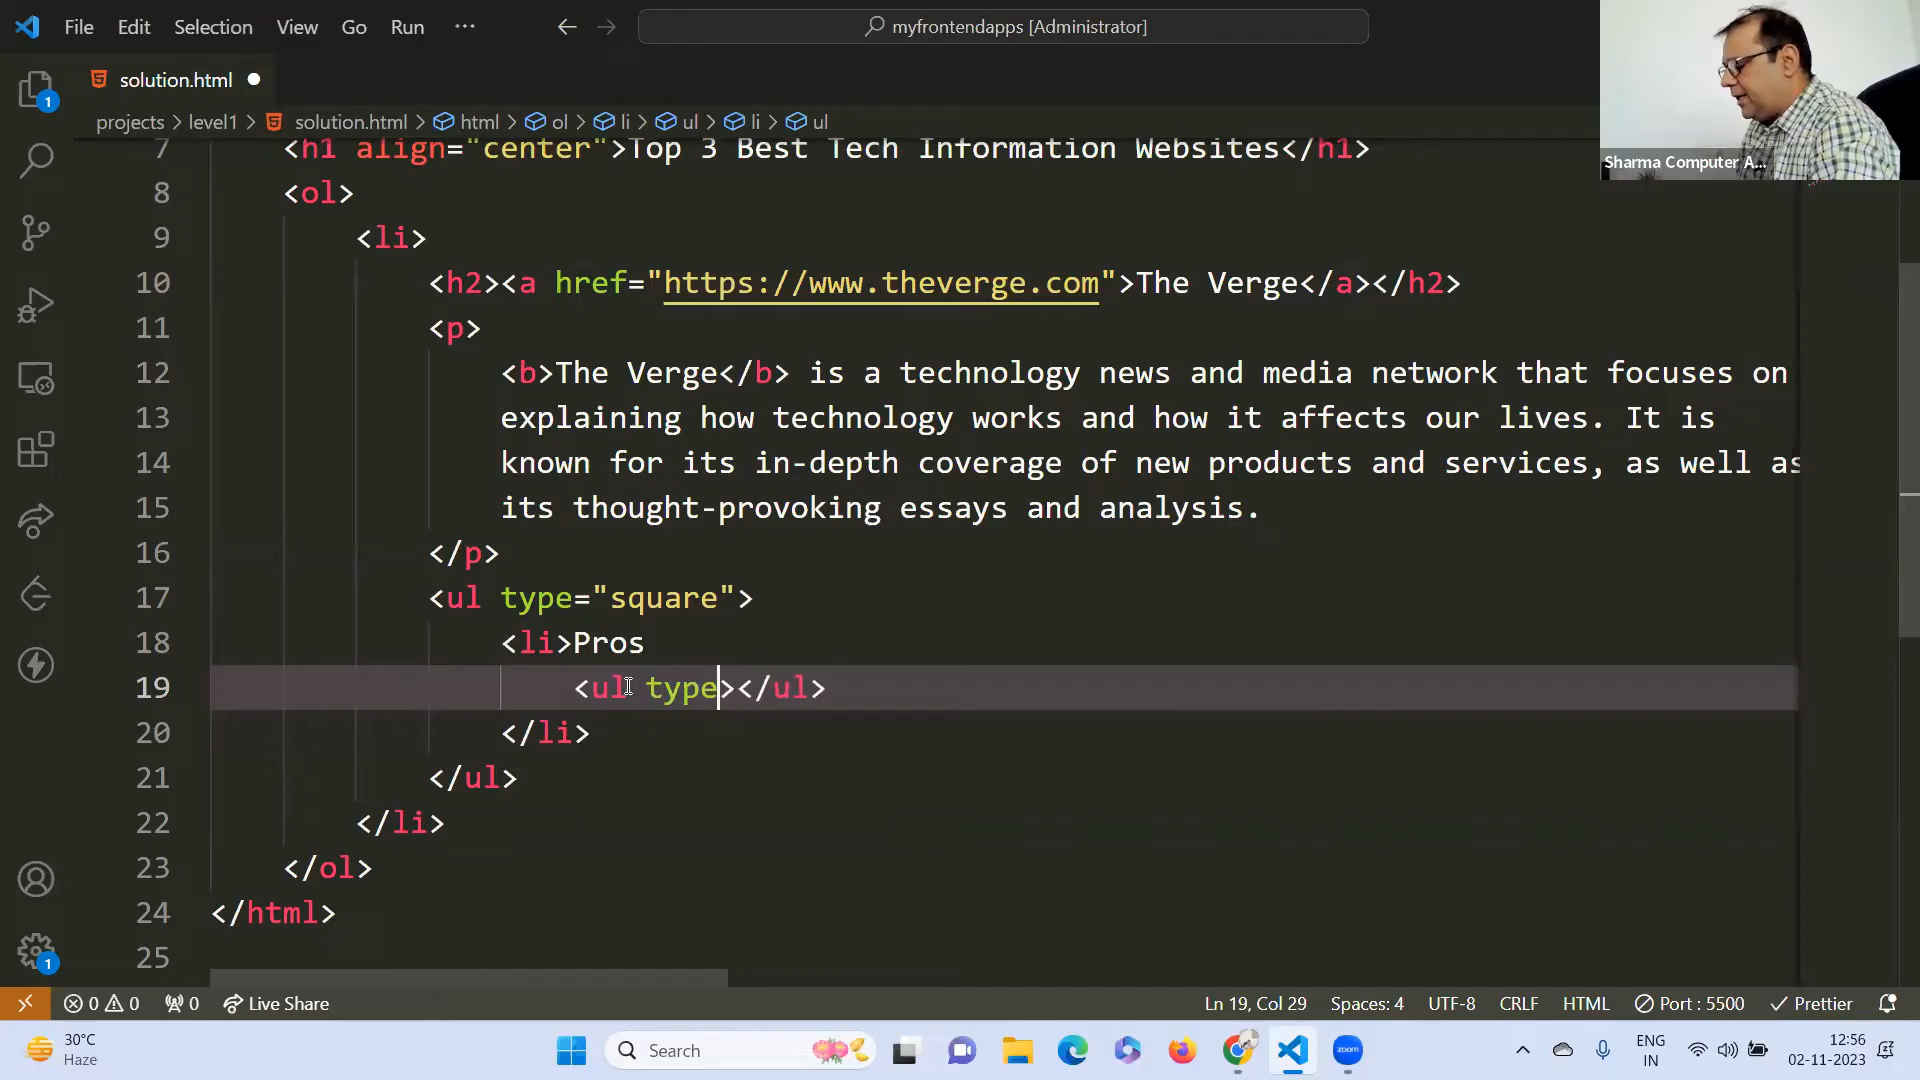 File Edit Selection View Go Run ···
myfrontendapps [Administrator]
Sharma Computer A...
1
solution.html
projects > level1 > solution.html > html > ol > li > ul > li > ul
7 <h1 align="center">Top 3 Best Tech Information Websites</h1>
8 <ol>
9 <li>
10 <h2><a href="https://www.theverge.com">The Verge</a></h2>
11 <p>
12 <b>The Verge</b> is a technology news and media network that focuses on
13 explaining how technology works and how it affects our lives. It is
14 known for its in-depth coverage of new products and services, as well as
15 its thought-provoking essays and analysis.
16 </p>
17 <ul type="square">
18 <li>Pros
19 <ul type></ul>
20 </li>
21 </ul>
22 </li>
23 </ol>
24 </html>
25
1
0 0 0 Live Share Ln 19, Col 29 Spaces: 4 UTF-8 CRLF HTML Port : 5500 Prettier
30°C
Haze
Search
zoom
ENG
IN
12:56
02-11-2023